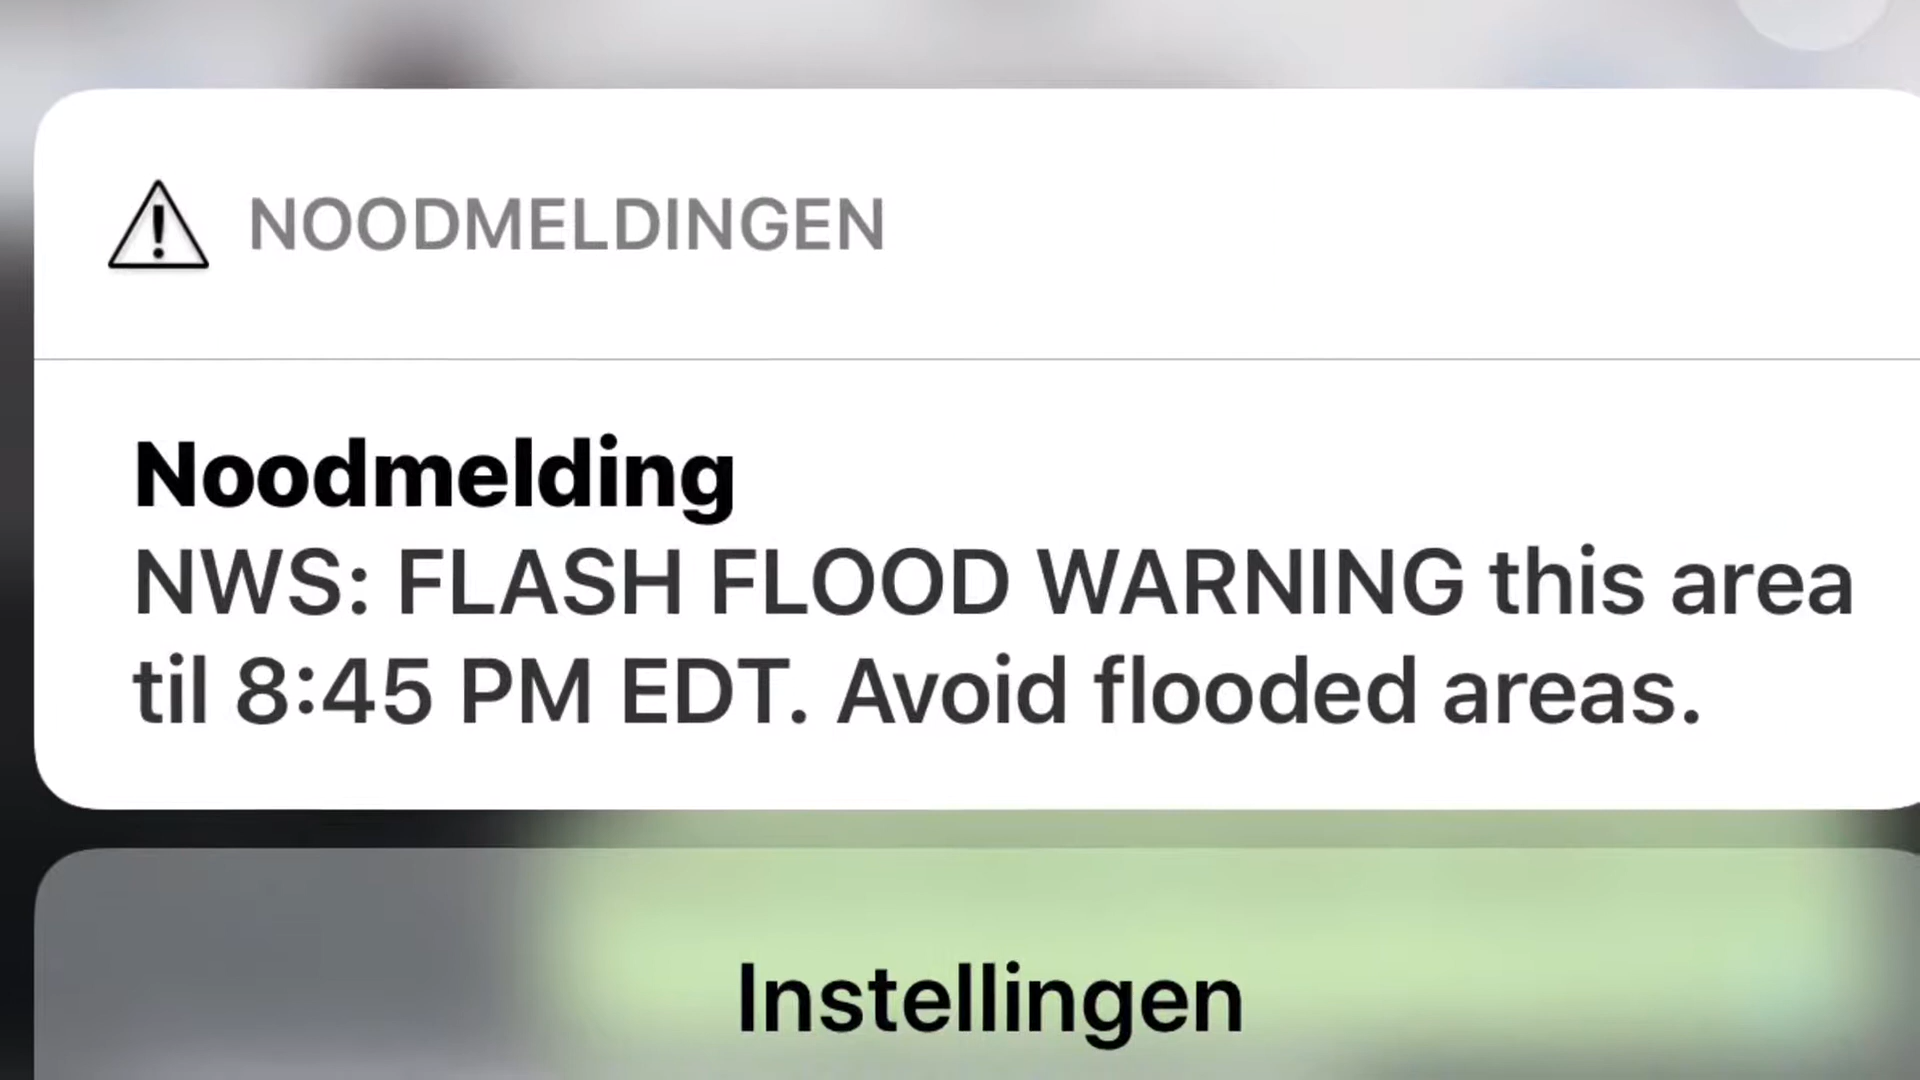 NOODMELDINGEN
Noodmelding
NWS: FLASH FLOOD WARNING this area
til 8:45 PM EDT. Avoid flooded areas.
Instellingen